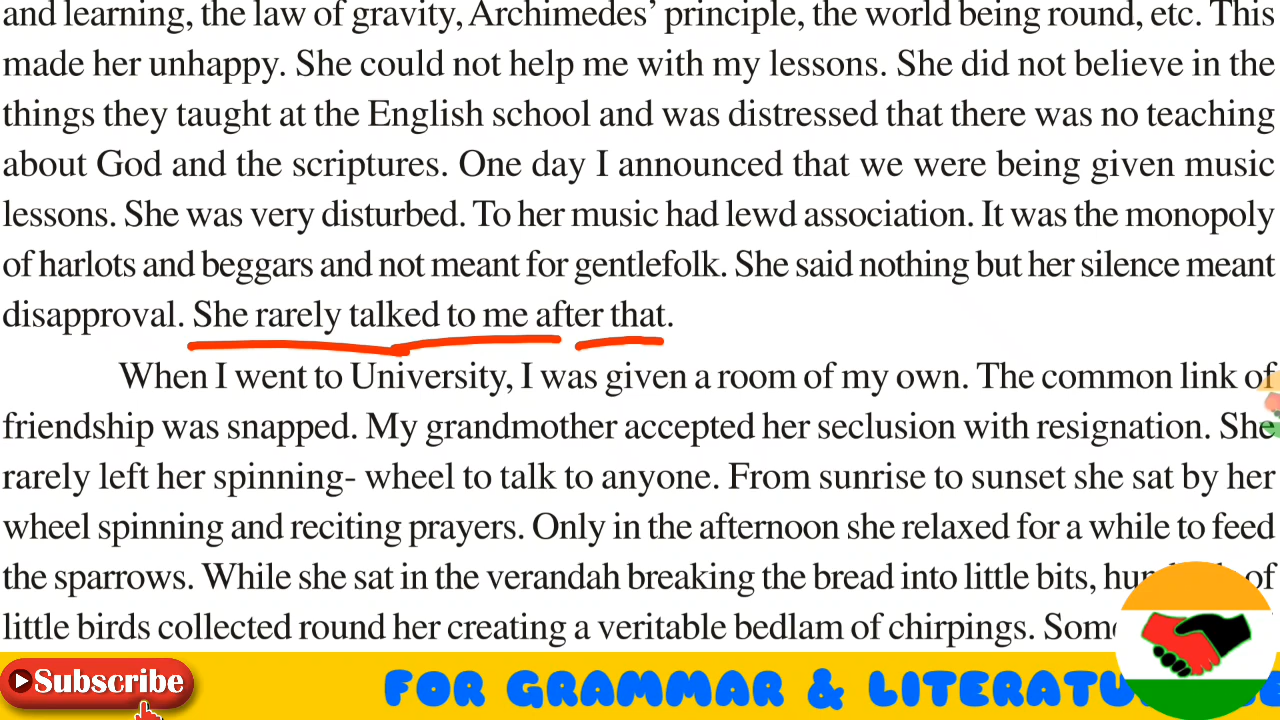 and learning, the law of gravity, Archimedes' principle, the world being round, etc. This
made her unhappy. She could not help me with my lessons. She did not believe in the
things they taught at the English school and was distressed that there was no teaching
about God and the scriptures. One day I announced that we were being given music
lessons. She was very disturbed. To her music had lewd association. It was the monopoly
of harlots and beggars and not meant for gentlefolk. She said nothing but her silence meant
disapproval. She rarely talked to me after that.
When I went to University, I was given a room of my own. The common link of
friendship was snapped. My grandmother accepted her seclusion with resignation. She
rarely left her spinning- wheel to talk to anyone. From sunrise to sunset she sat by her
wheel spinning and reciting prayers. Only in the afternoon she relaxed for a while to feed
the sparrows. While she sat in the verandah breaking the bread into little bits, of
little birds collected round her creating a veritable bedlam of chirpings.
Subscribe
FOR GRAMMAR &